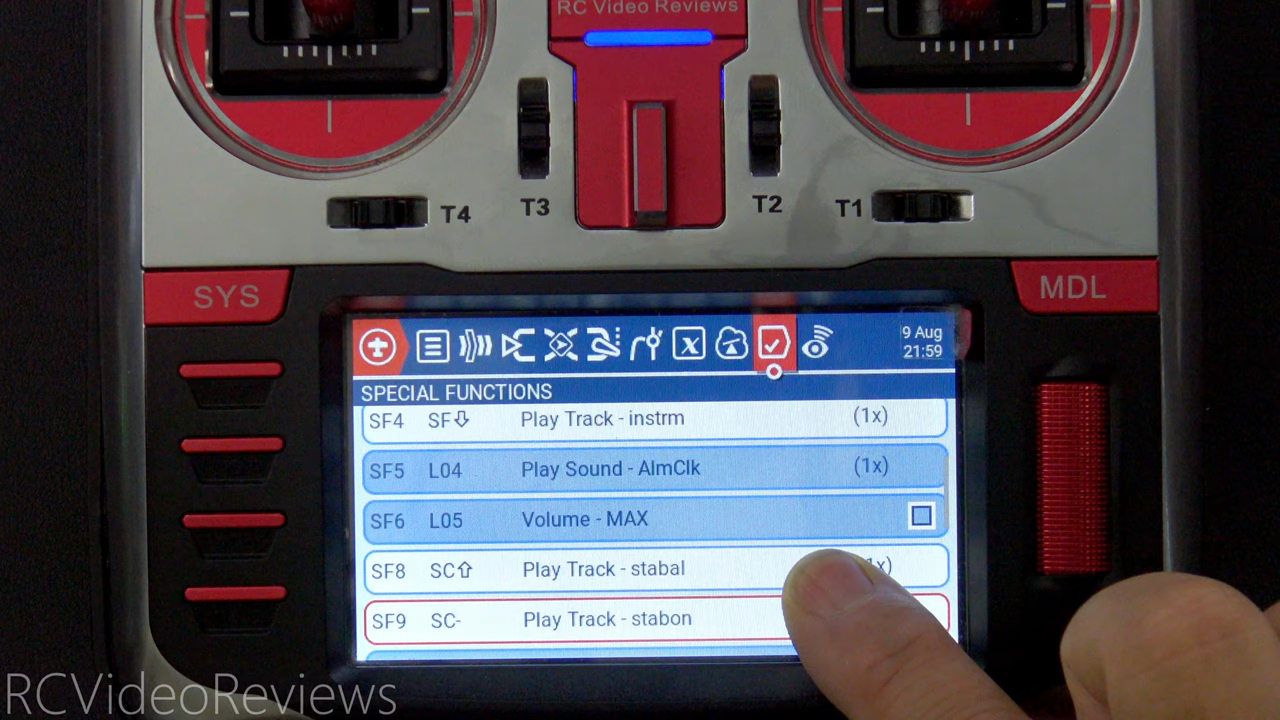 RC Video Reviews
T4
T3
T2
T1
SYS
MDL
9 Aug
21:59
SPECIAL FUNCTIONS
SF4 SF⇩ Play Track - instrm (1x)
SF5 L04 Play Sound - AlmClk (1x)
SF6 L05 Volume - MAX
SF8 SC⇧ Play Track - stabal
SF9 SC- Play Track - stabon
RCVideoReviews